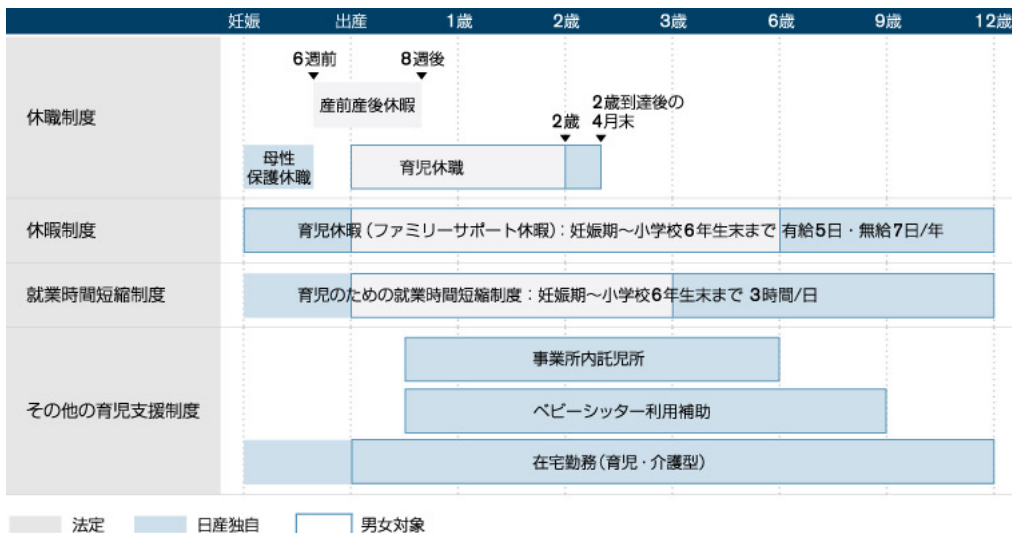 妊娠 出産 1歳 2歳 3歳 6歳 9歳 12歳
6週前 8週後
休職制度
産前産後休暇
2歳
2歳到達後の
4月末
母性
保護休職
育児休職
休暇制度
育児休暇(ファミリーサポート休暇):妊娠期～小学校6年生末まで 有給5日・無給7日/年
就業時間短縮制度
育児のための就業時間短縮制度:妊娠期～小学校6年生末まで 3時間/日
その他の育児支援制度
事業所内託児所
ベビーシッター利用補助
在宅勤務(育児・介護型)
法定 日産独自 男女対象